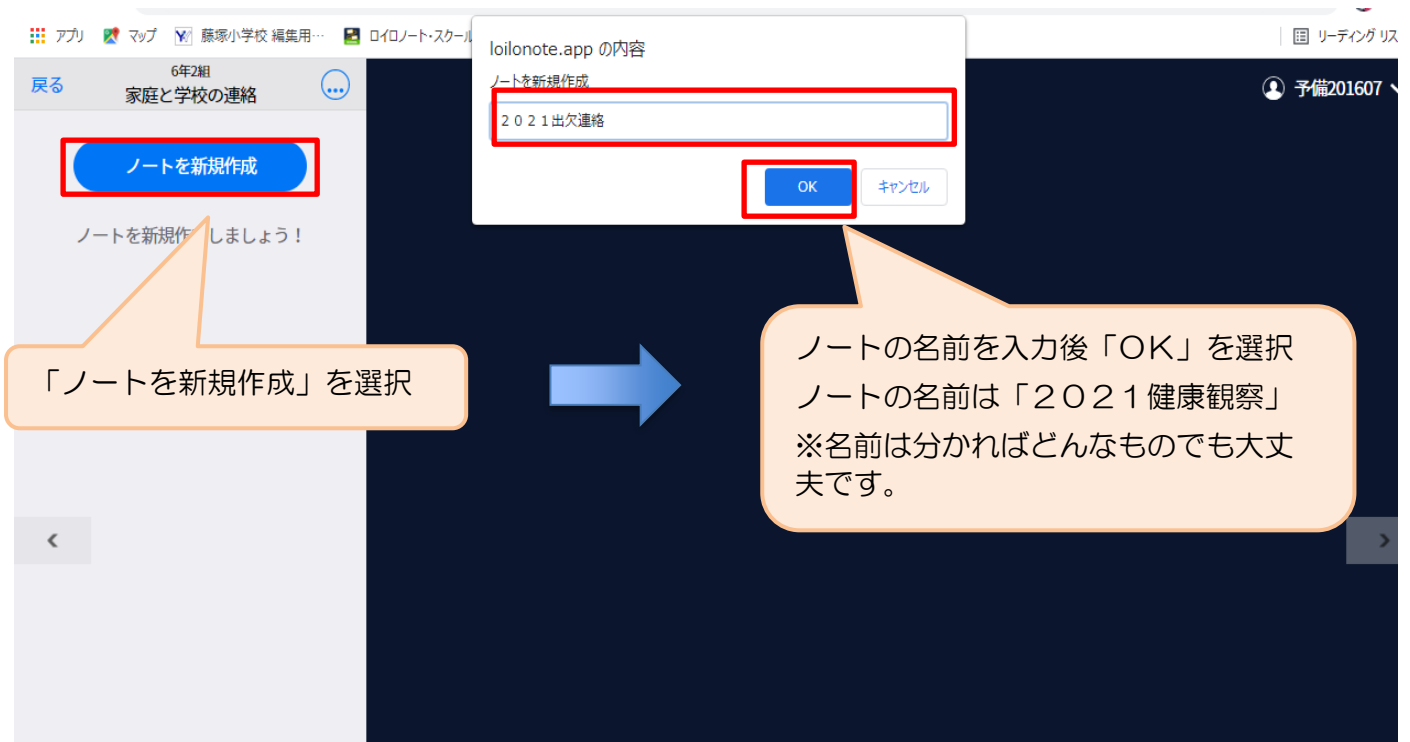 アプリ マップ 藤塚小学校 編集用… ロイロノート・スクール リーディング リス
戻る
6年2組
家庭と学校の連絡
ノートを新規作成
ノートを新規作 しましょう！
loilonote.app の内容
ノートを新規作成
２０２１出欠連絡
OK キャンセル
予備201607
「ノートを新規作成」を選択
ノートの名前を入力後「ＯＫ」を選択
ノートの名前は「２０２１健康観察」
※名前は分かればどんなものでも大丈
夫です。